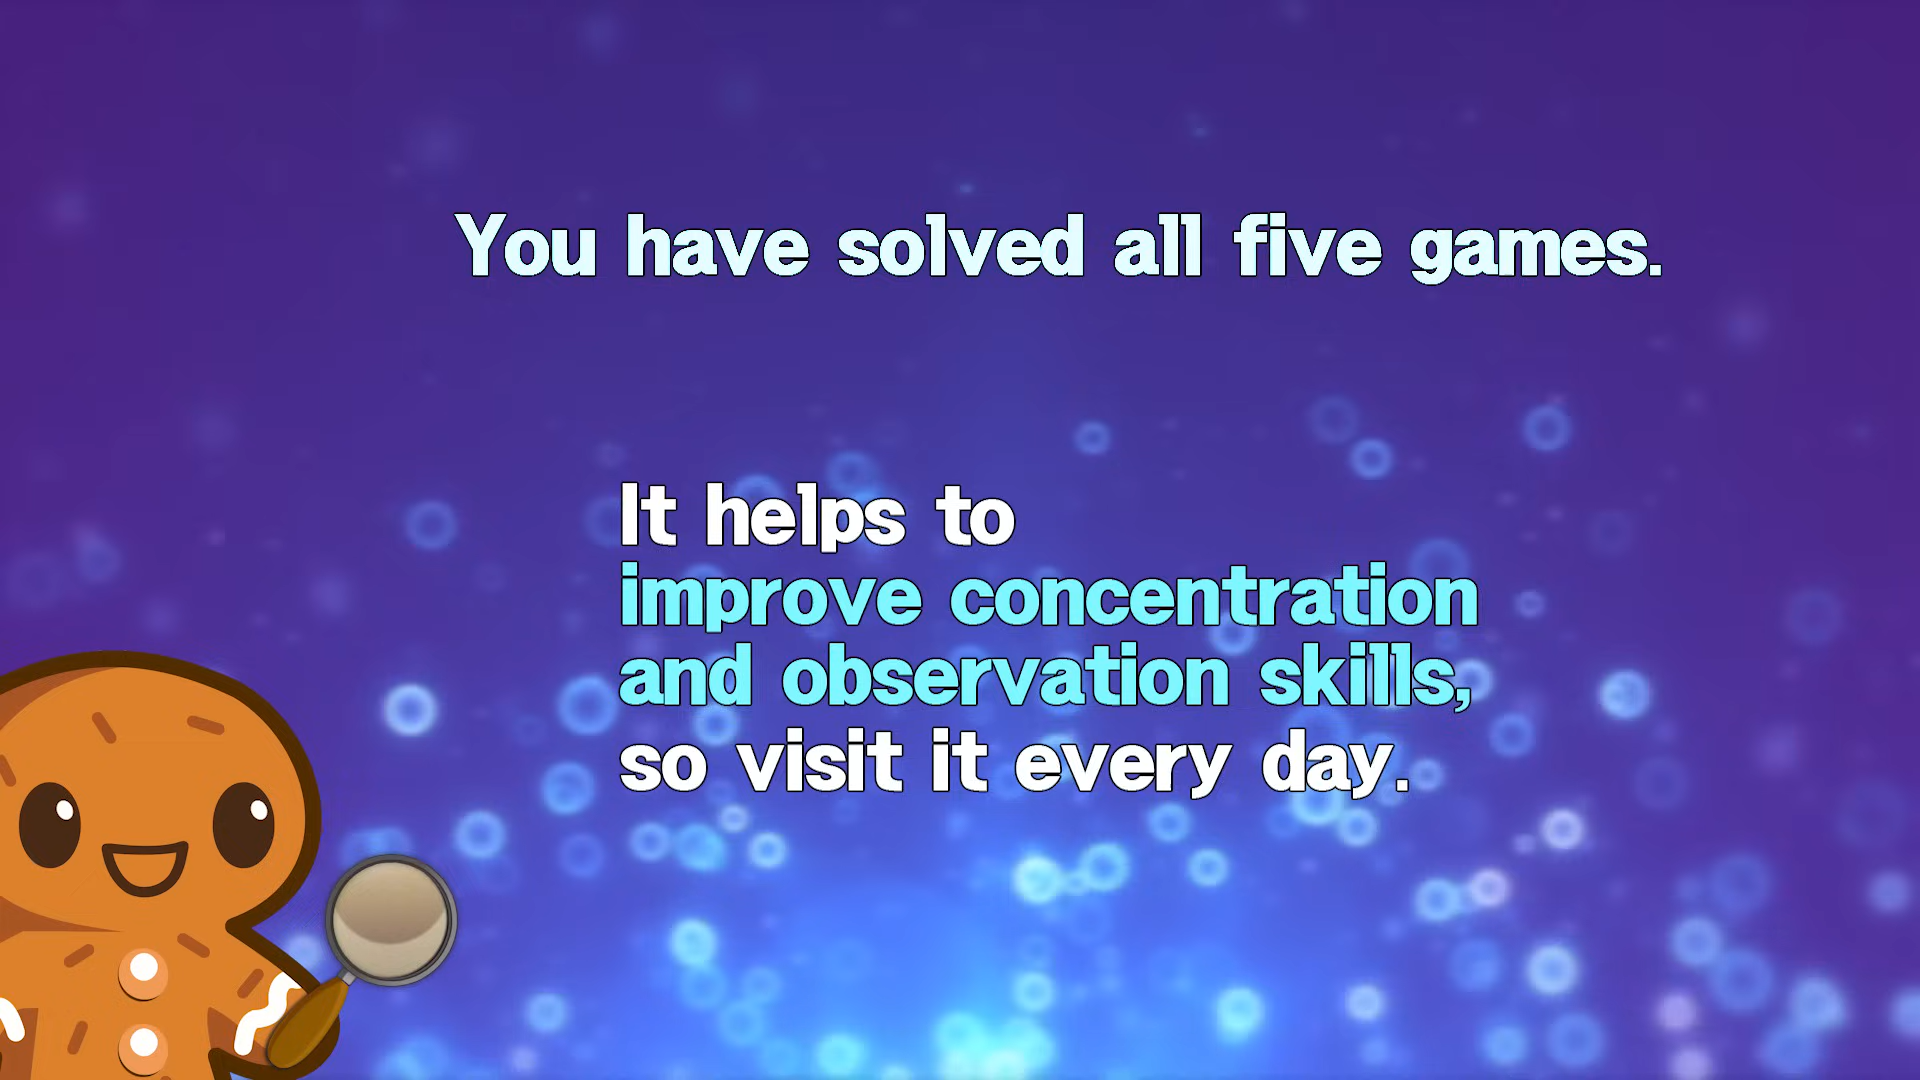 You have solved all five games.
It helps to
improve concentration
and observation skills,
so visit it every day.